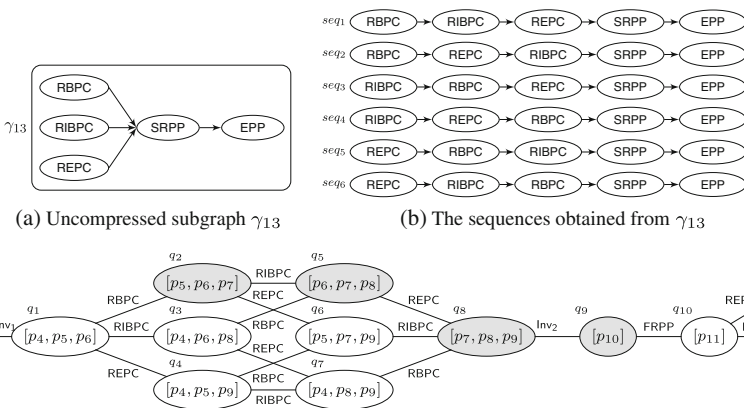 seq₁ RBPC RIBPC REPC SRPP EPP
seq₂ RBPC REPC RIBPC SRPP EPP
seq₃ RIBPC RBPC REPC SRPP EPP
seq₄ RIBPC REPC RBPC SRPP EPP
seq₅ REPC RBPC RIBPC SRPP EPP
seq₆ REPC RIBPC RBPC SRPP EPP
γ₁₃
RBPC
RIBPC SRPP EPP
REPC
(a) Uncompressed subgraph γ₁₃
(b) The sequences obtained from γ₁₃
q₂ q₅
[p₅, p₆, p₇] RIBPC [p₆, p₇, p₈]
RBPC REPC REPC
q₁ q₃ q₆ q₈ q₉ q₁₀
[p₄, p₅, p₆] RIBPC [p₄, p₆, p₈] RBPC [p₅, p₇, p₉] RIBPC [p₇, p₈, p₉] Inv₂ [p₁₀] FRPP [p₁₁]
REPC REPC RBPC
q₄ q₇
[p₄, p₅, p₉] RBPC [p₄, p₈, p₉]
RIBPC